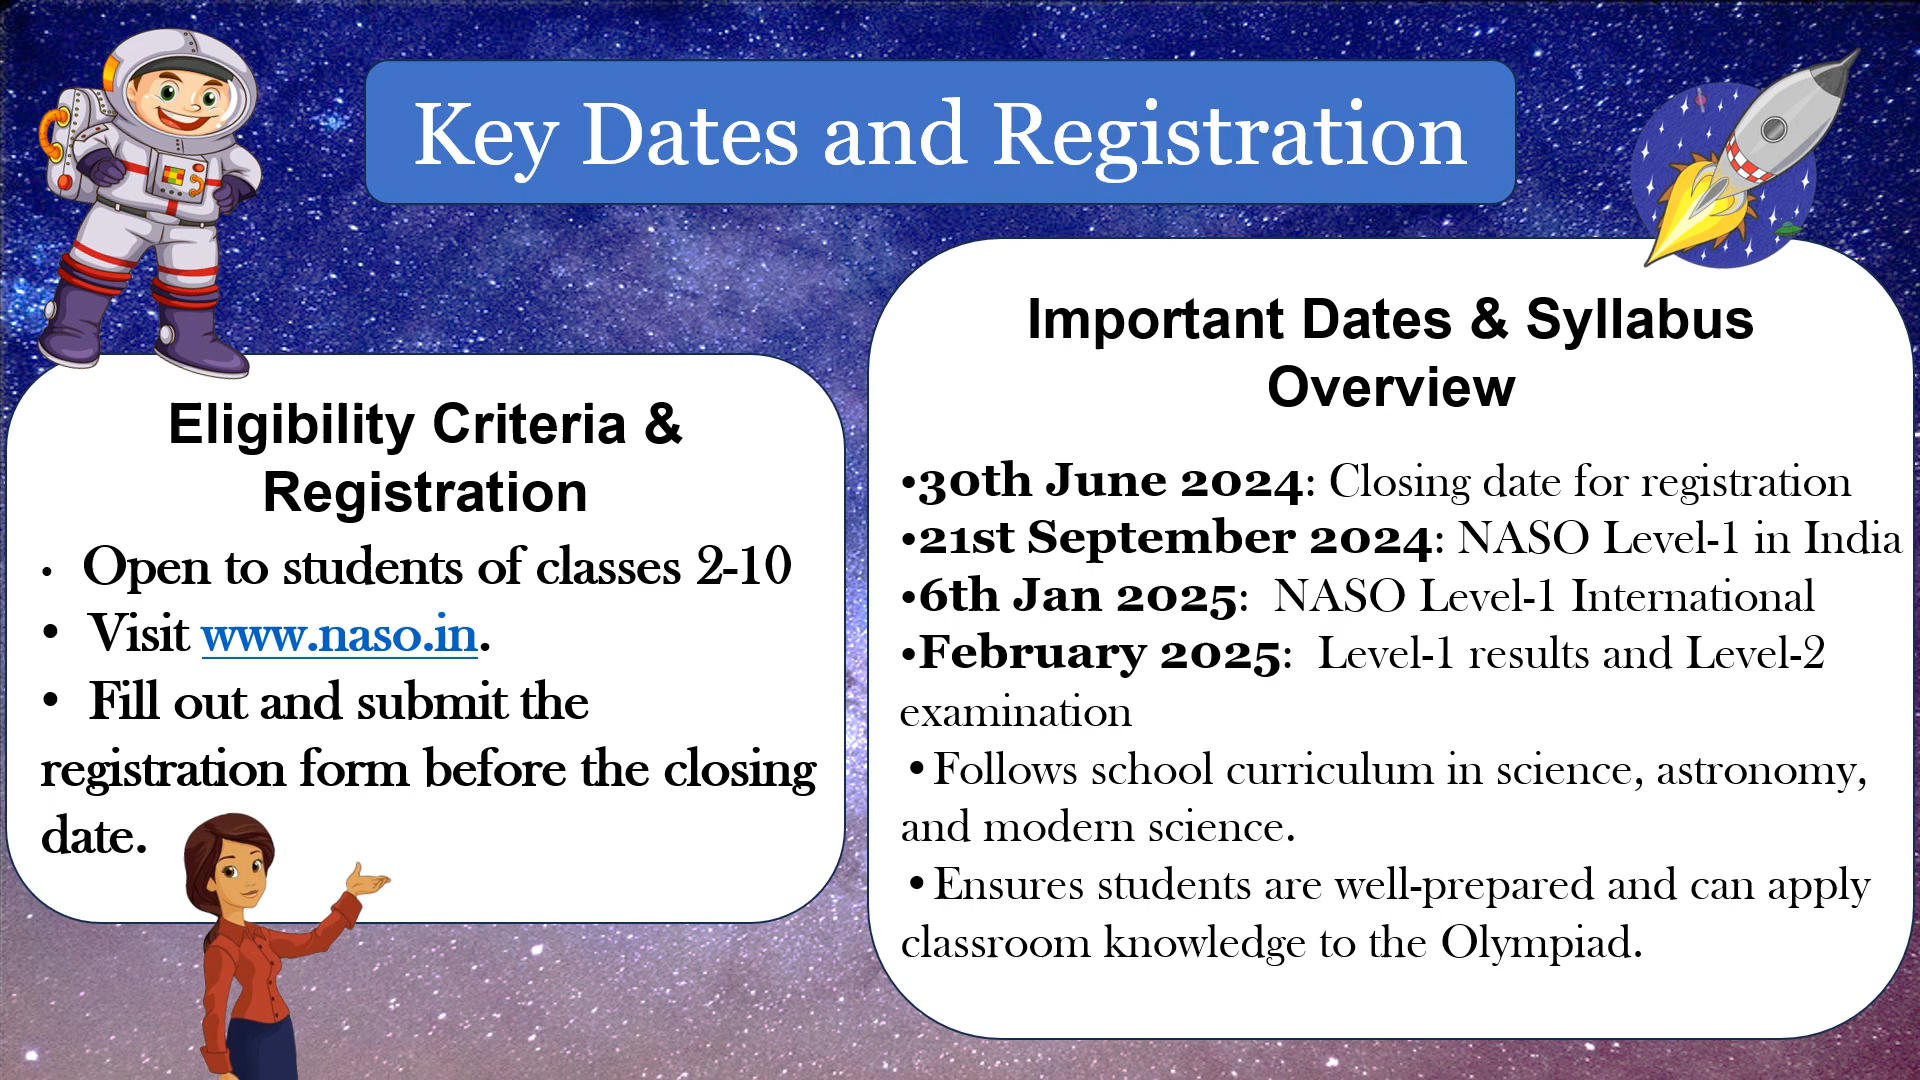 Key Dates and Registration
Eligibility Criteria &
Registration
• Open to students of classes 2-10
• Visit www.naso.in.
• Fill out and submit the
registration form before the closing
date.
Important Dates & Syllabus
Overview
•30th June 2024: Closing date for registration
•21st September 2024: NASO Level-1 in India
•6th Jan 2025: NASO Level-1 International
•February 2025: Level-1 results and Level-2
examination
•Follows school curriculum in science, astronomy,
and modern science.
•Ensures students are well-prepared and can apply
classroom knowledge to the Olympiad.